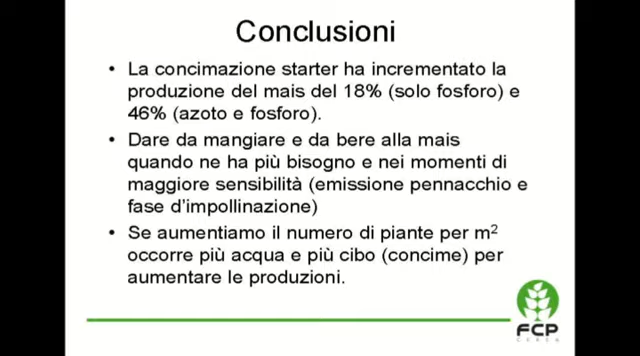 Conclusioni
• La concimazione starter ha incrementato la
produzione del mais del 18% (solo fosforo) e
46% (azoto e fosforo).
• Dare da mangiare e da bere alla mais
quando ne ha più bisogno e nei momenti di
maggiore sensibilità (emissione pennacchio e
fase d'impollinazione)
• Se aumentiamo il numero di piante per m²
occorre più acqua e più cibo (concime) per
aumentare le produzioni.
FCP
CEREA